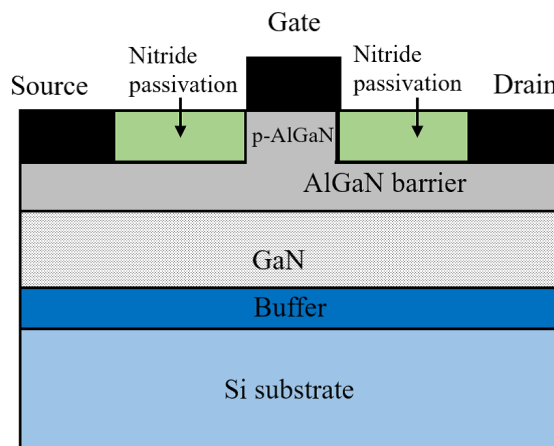 Gate
Nitride
passivation
Nitride
passivation
Source
Drain
p-AlGaN
AlGaN barrier
GaN
Buffer
Si substrate